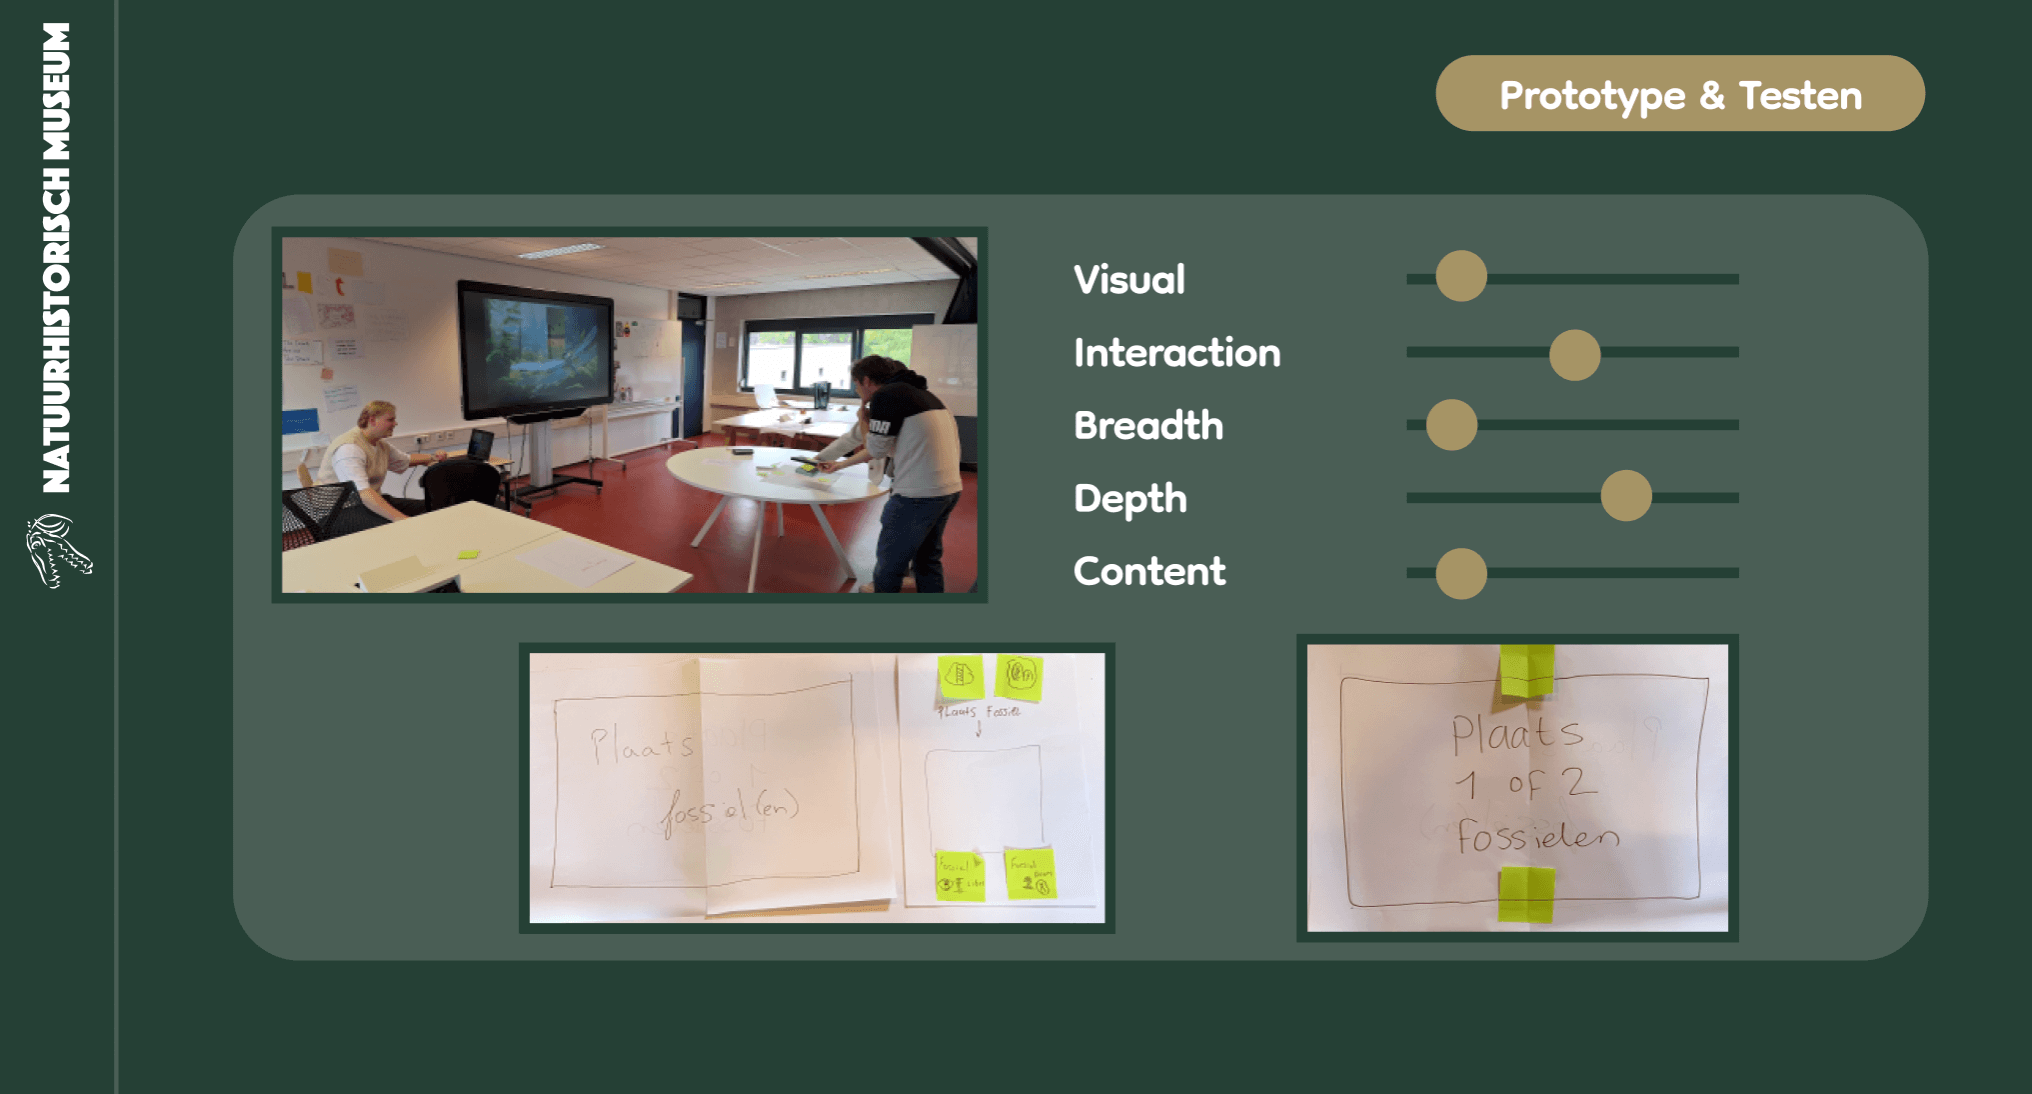 NATUURHISTORISCH MUSEUM
Prototype & Testen
Visual
Interaction
Breadth
Depth
Content
Plaats
fossiel(en)
Plaats Fossiel
Fossiel
Fossiel
Plaats
1 of 2
fossielen